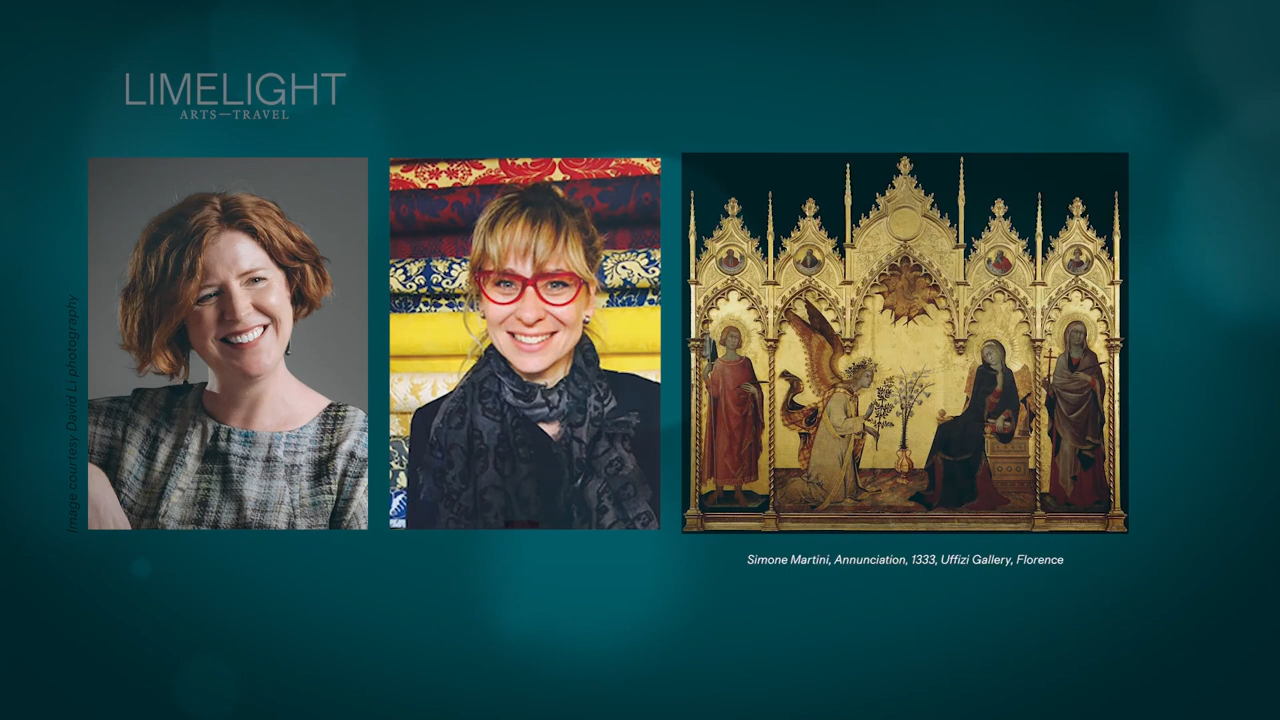 LIMELIGHT
ARTS—TRAVEL
Image courtesy David Li photography
Simone Martini, Annunciation, 1333, Uffizi Gallery, Florence